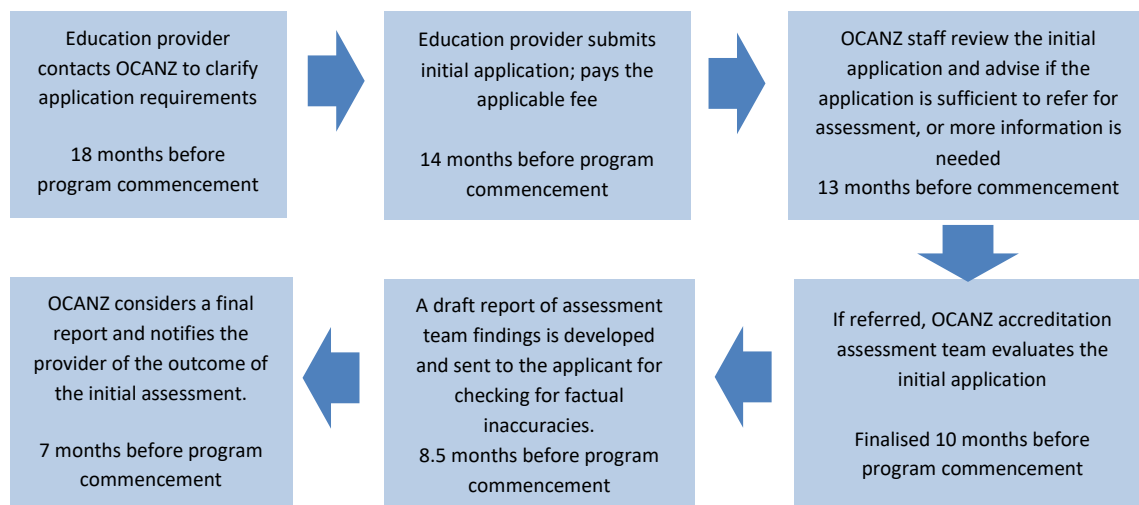 Education provider
contacts OCANZ to clarify
application requirements
18 months before
program commencement
Education provider submits
initial application; pays the
applicable fee
14 months before program
commencement
OCANZ staff review the initial
application and advise if the
application is sufficient to refer for
assessment, or more information is
needed
13 months before commencement
If referred, OCANZ accreditation
assessment team evaluates the
initial application
Finalised 10 months before
program commencement
A draft report of assessment
team findings is developed
and sent to the applicant for
checking for factual
inaccuracies.
8.5 months before program
commencement
OCANZ considers a final
report and notifies the
provider of the outcome of
the initial assessment.
7 months before program
commencement